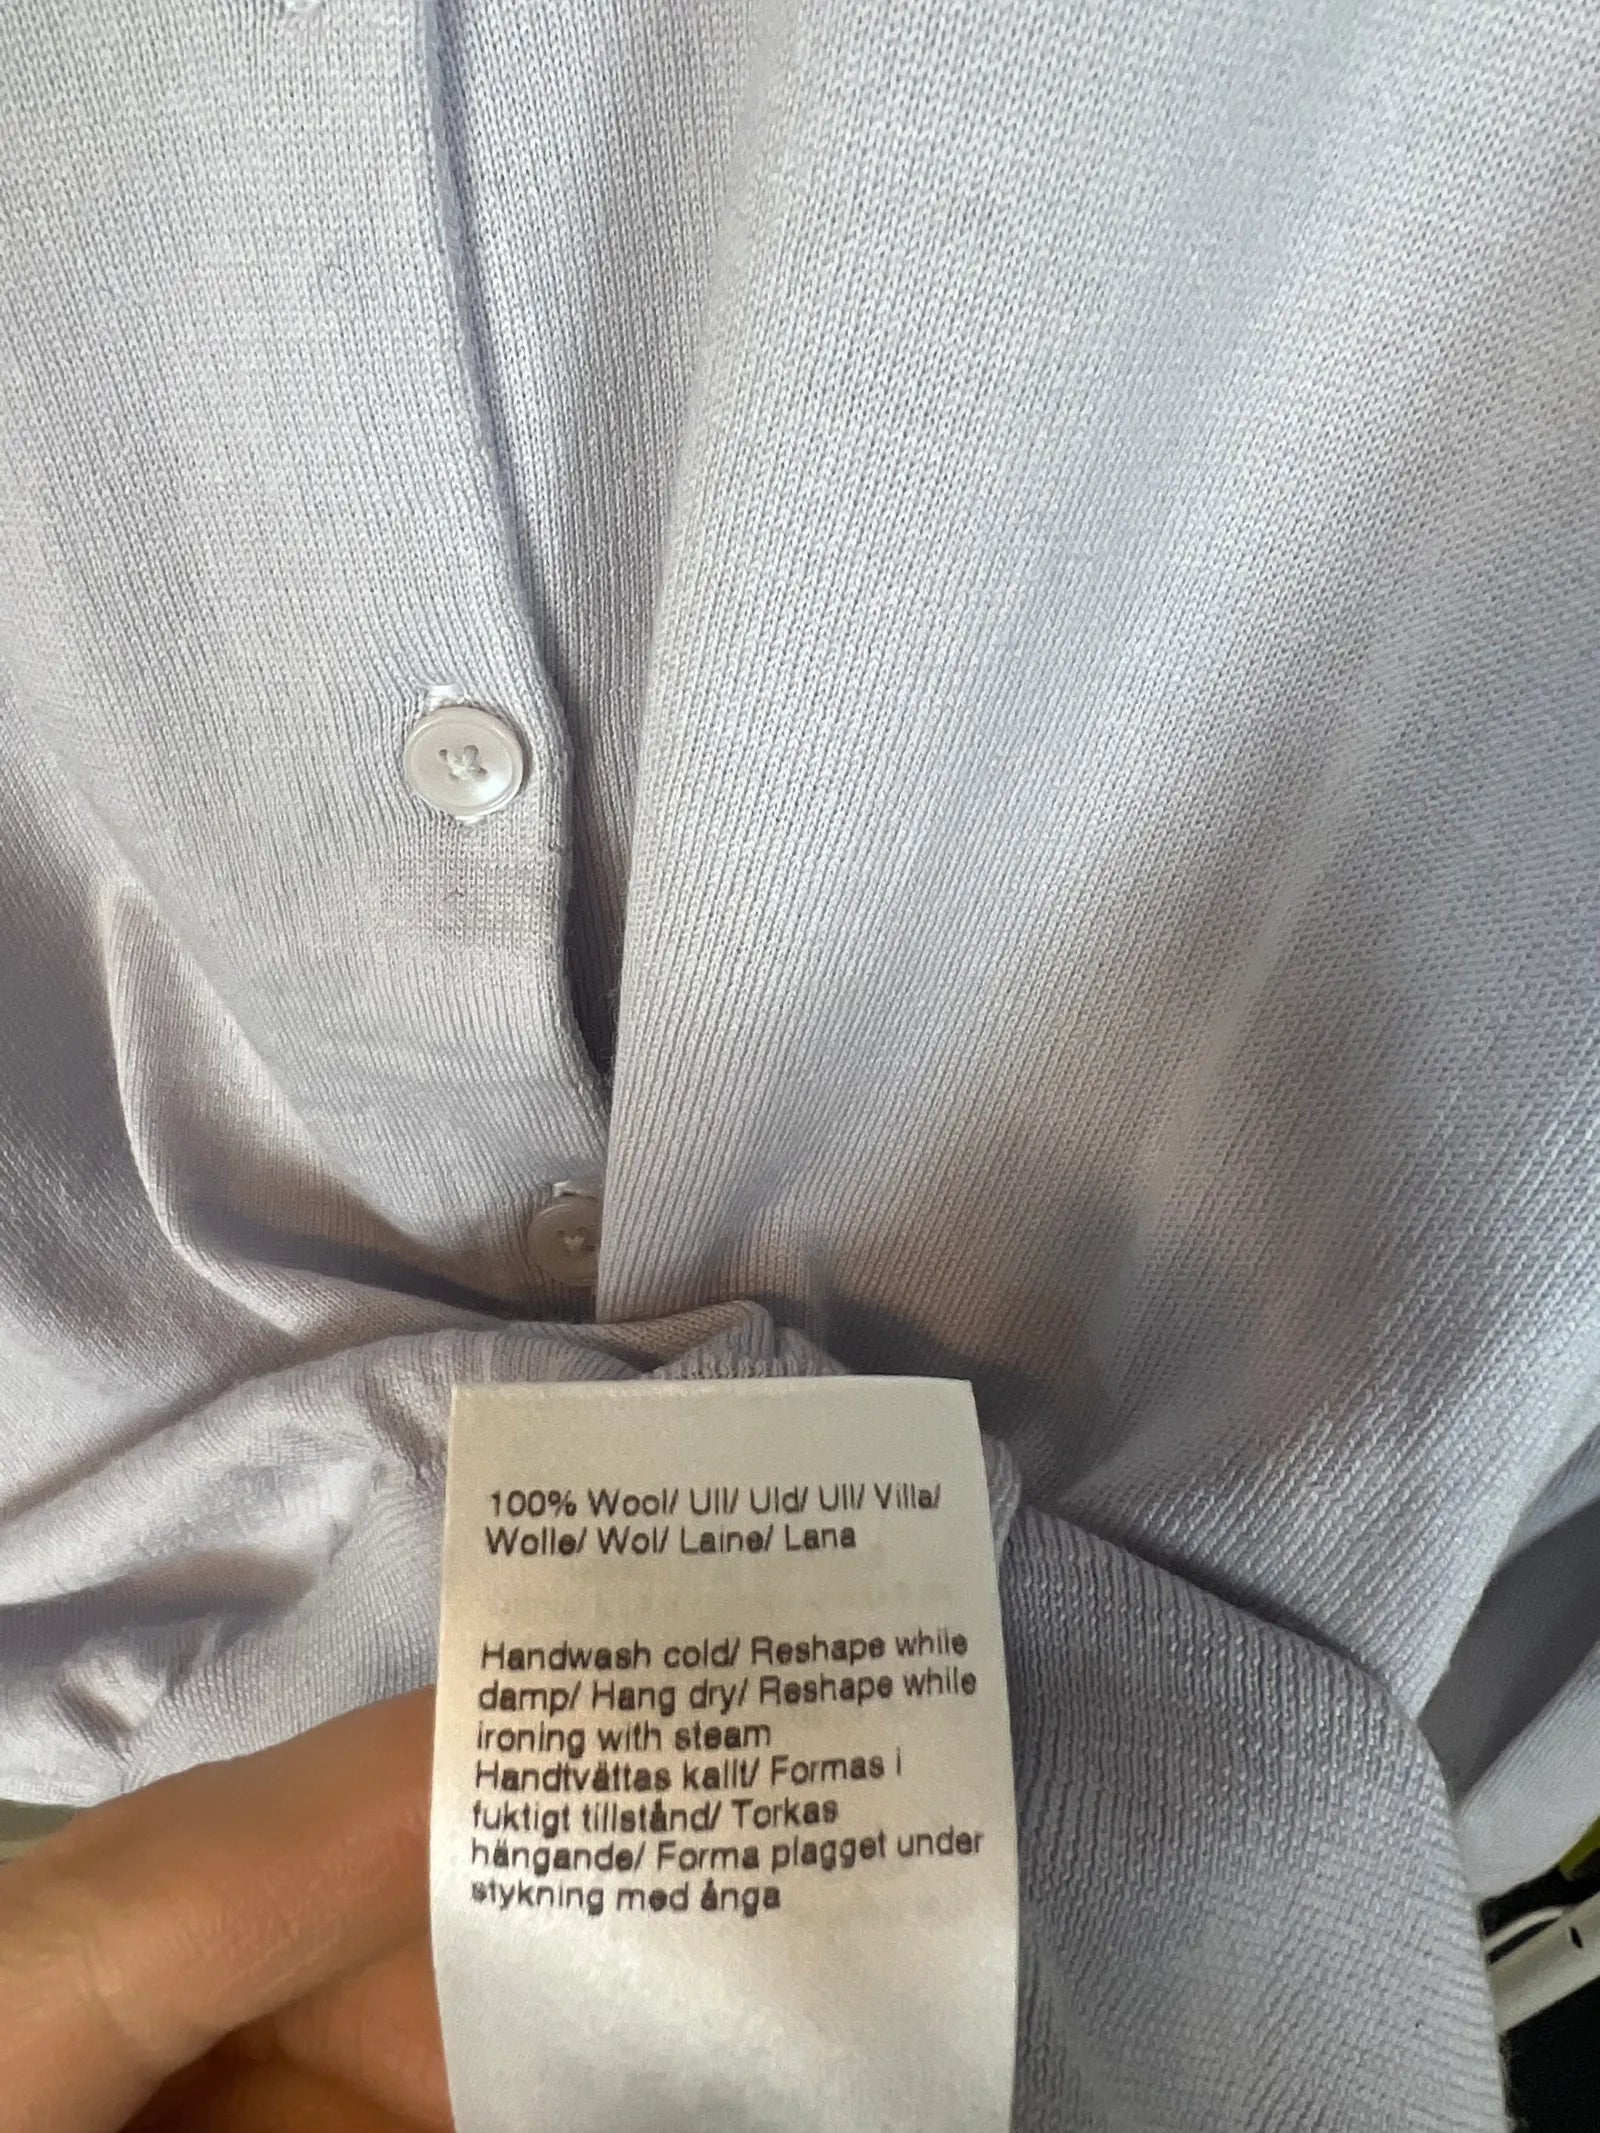 100% Wool/ Ull/ Uld/ Ull/ Villa/
Wolle/ Wol/ Laine/ Lana
Handwash cold/ Reshape while
damp/ Hang dry/ Reshape while
ironing with steam
Handtvättas kallt/ Formas i
fuktigt tillstånd/ Torkas
hängande/ Forma plagget under
stykning med ånga